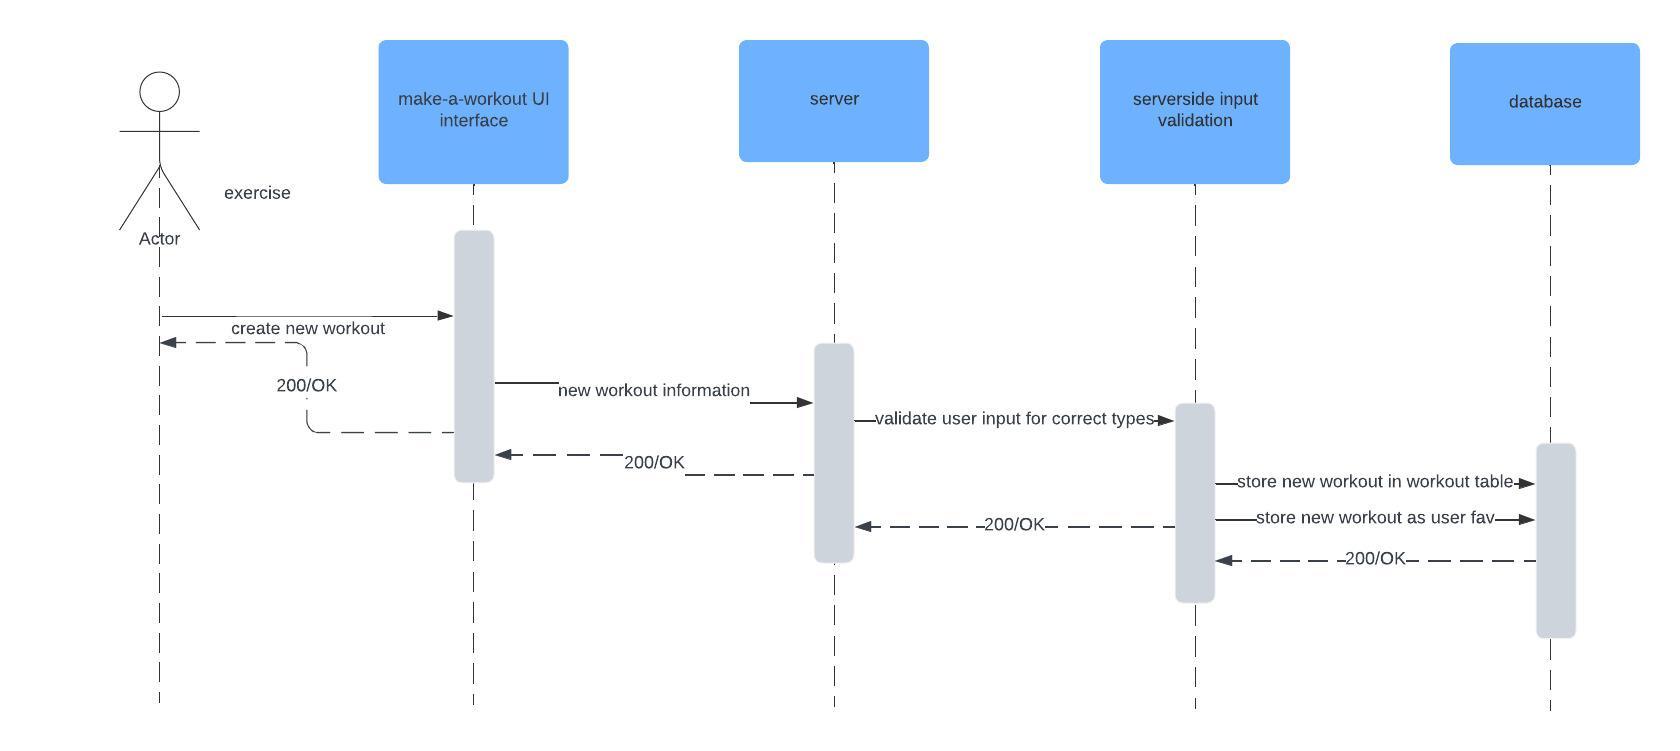 make-a-workout UI
interface
server
serverside input
validation
database
exercise
Actor
create new workout
200/OK
new workout information
validate user input for correct types
200/OK
store new workout in workout table
store new workout as user fav
200/OK
200/OK